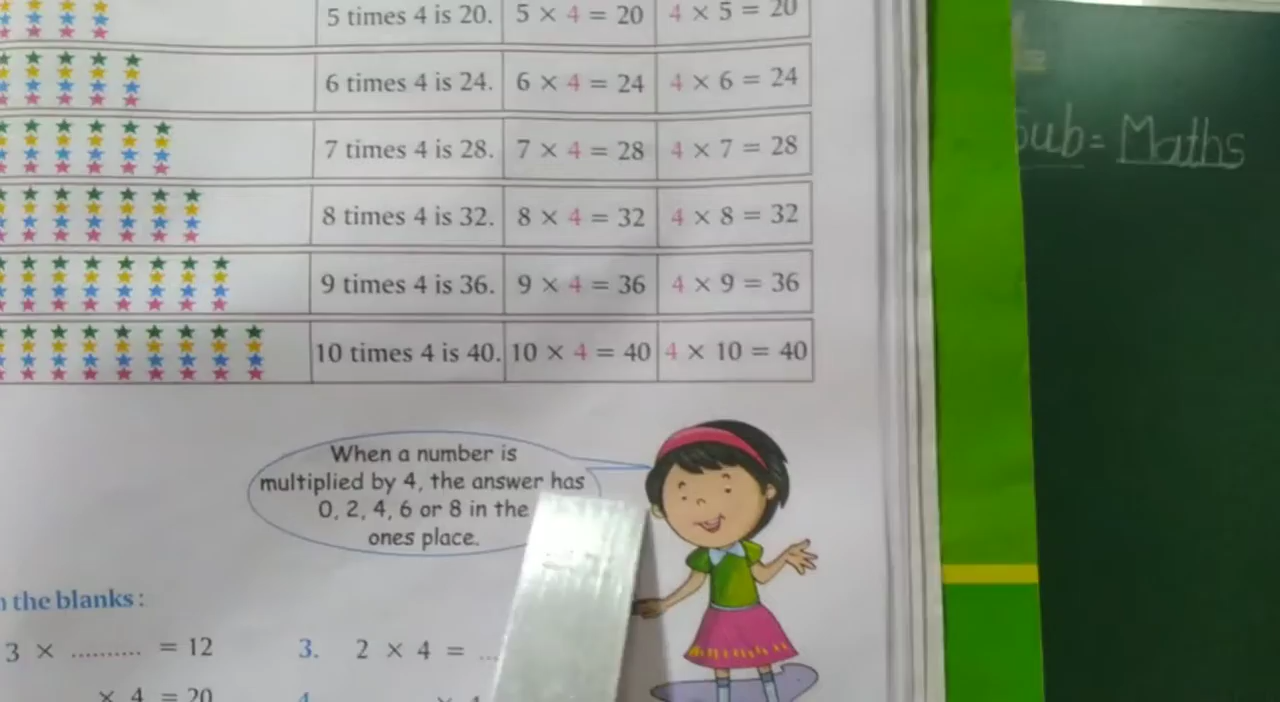 5 times 4 is 20. 5 × 4 = 20 4 × 5 = 20
6 times 4 is 24. 6 × 4 = 24 4 × 6 = 24
7 times 4 is 28. 7 × 4 = 28 4 × 7 = 28
8 times 4 is 32. 8 × 4 = 32 4 × 8 = 32
9 times 4 is 36. 9 × 4 = 36 4 × 9 = 36
10 times 4 is 40. 10 × 4 = 40 4 × 10 = 40
Sub = Maths
When a number is
multiplied by 4, the answer has
0, 2, 4, 6 or 8 in the
ones place.
the blanks:
3 × .......... = 12
3. 2 × 4 = ...
× 4 = 20